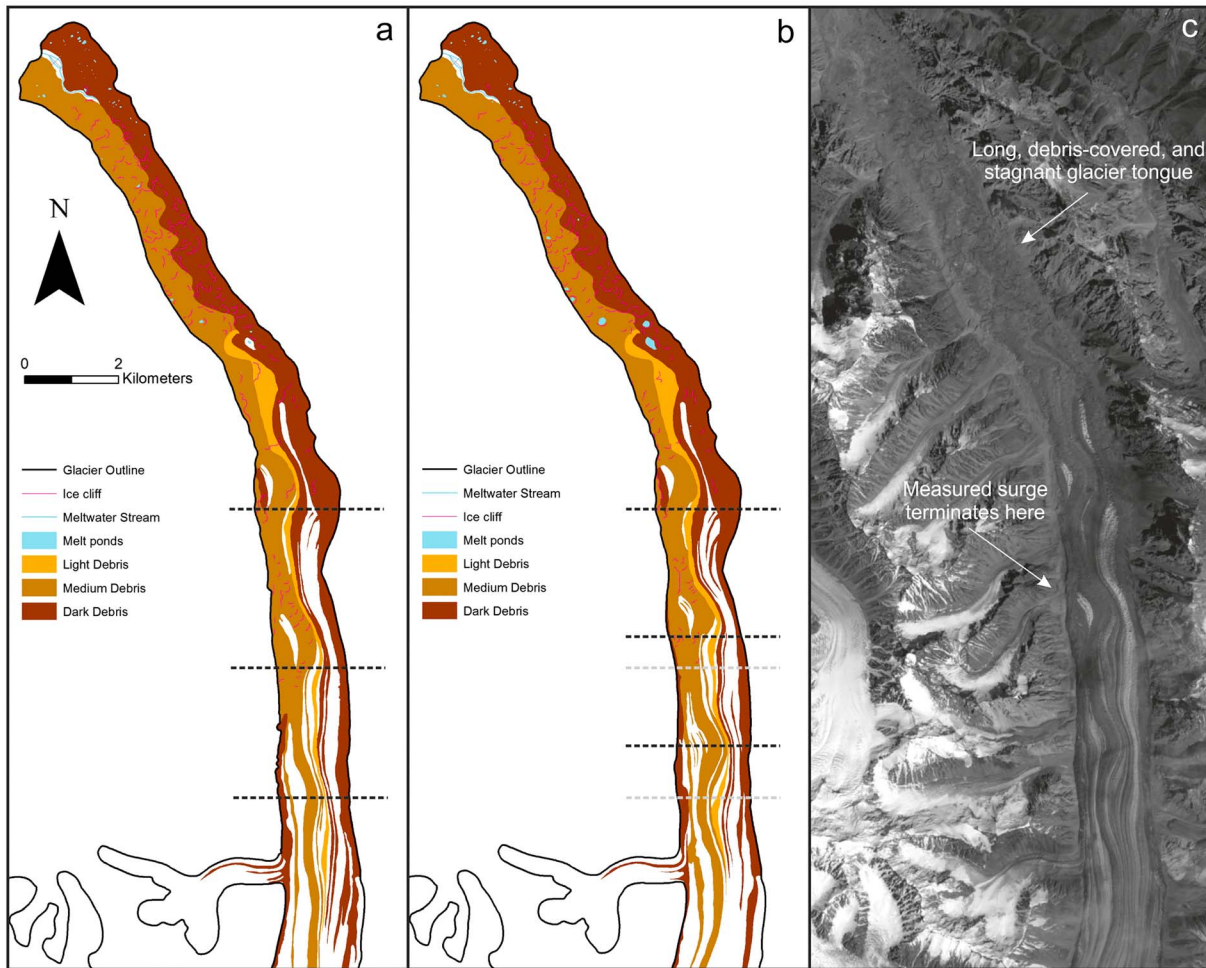 a
N
0 2
Kilometers
Glacier Outline
Ice cliff
Meltwater Stream
Melt ponds
Light Debris
Medium Debris
Dark Debris
b
Glacier Outline
Meltwater Stream
Ice cliff
Melt ponds
Light Debris
Medium Debris
Dark Debris
c
Long, debris-covered, and
stagnant glacier tongue
Measured surge
terminates here